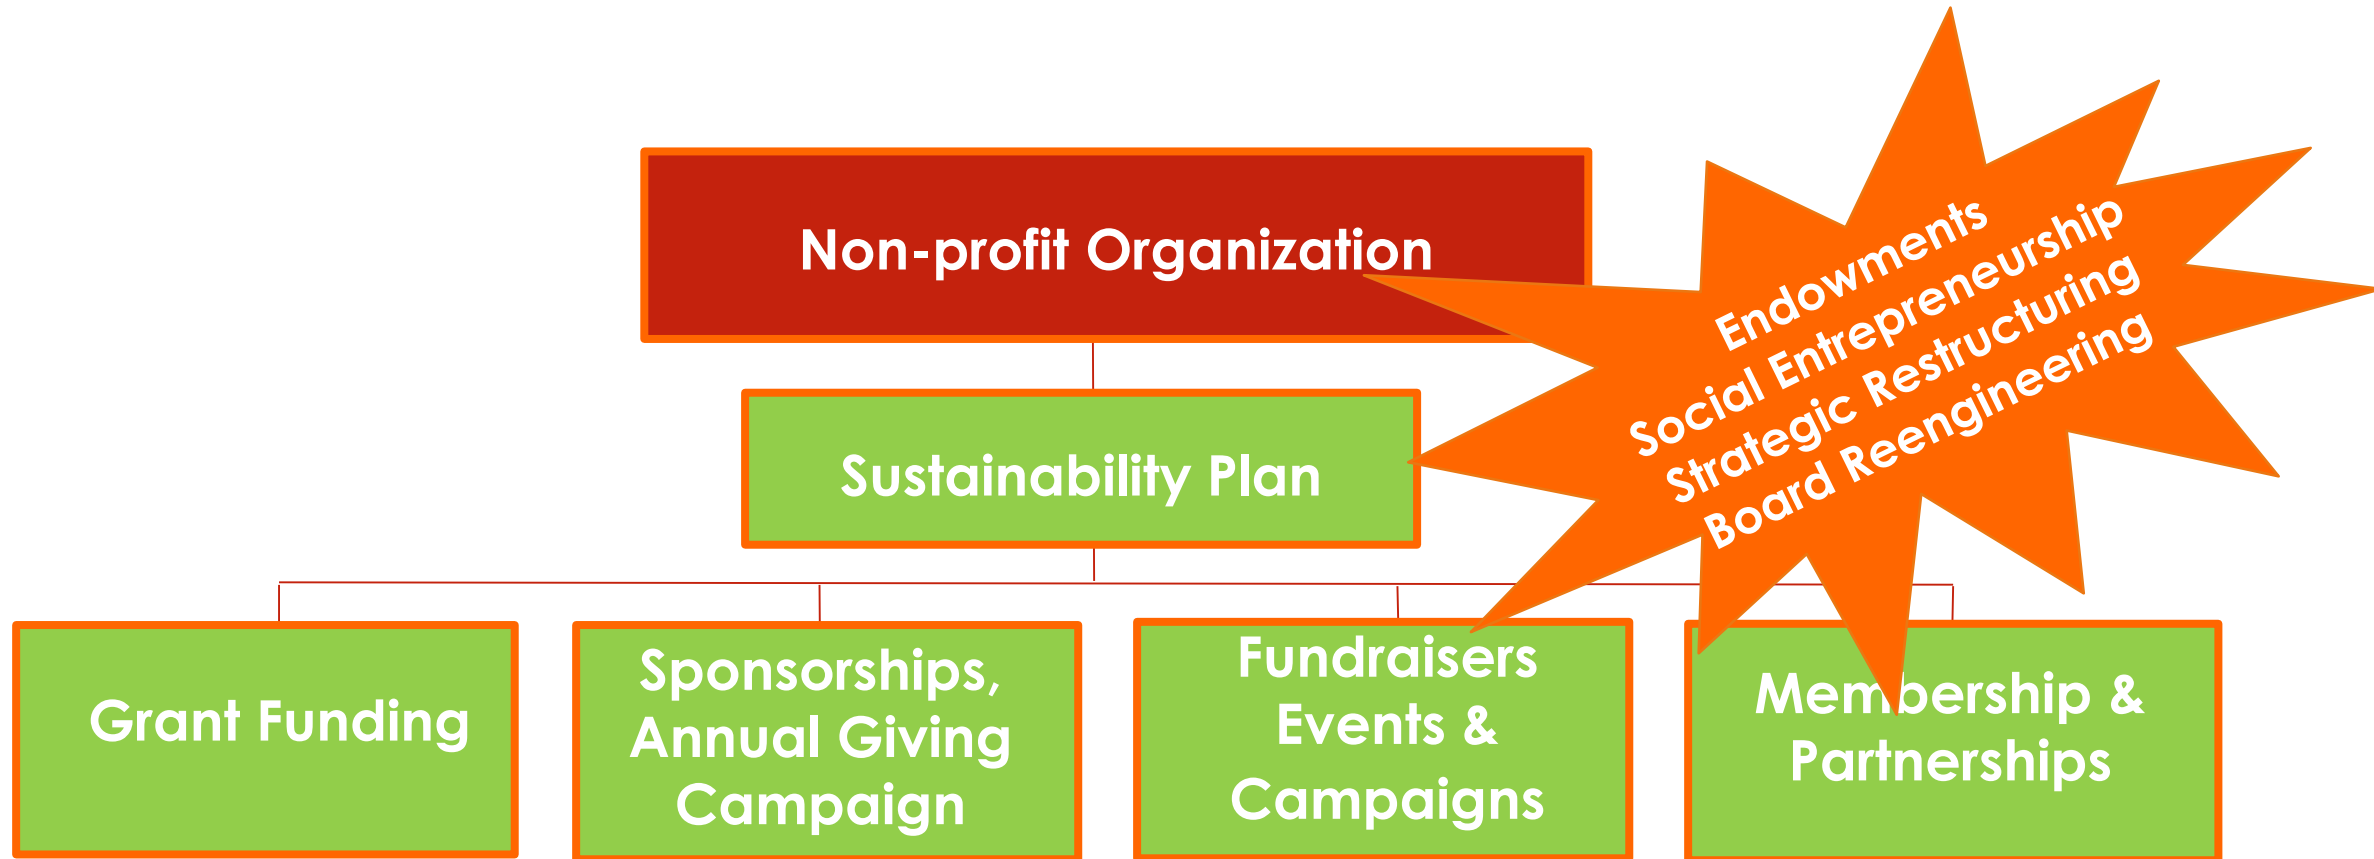 Non-profit Organization
Endowments
Social Entrepreneurship
Strategic Restructuring
Board Reengineering
Sustainability Plan
Grant Funding
Sponsorships,
Annual Giving
Campaign
Fundraisers
Events &
Campaigns
Membership &
Partnerships